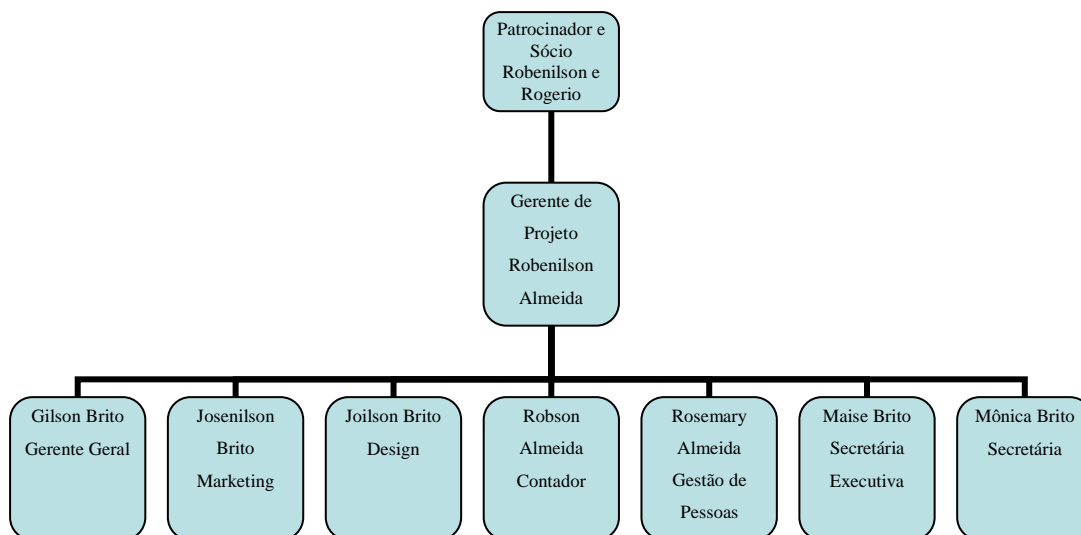 Patrocinador e
Sócio
Robenilson e
Rogerio
Gerente de
Projeto
Robenilson
Almeida
Gilson Brito
Gerente Geral
Josenilson
Brito
Marketing
Joilson Brito
Design
Robson
Almeida
Contador
Rosemary
Almeida
Gestão de
Pessoas
Maise Brito
Secretária
Executiva
Mônica Brito
Secretária